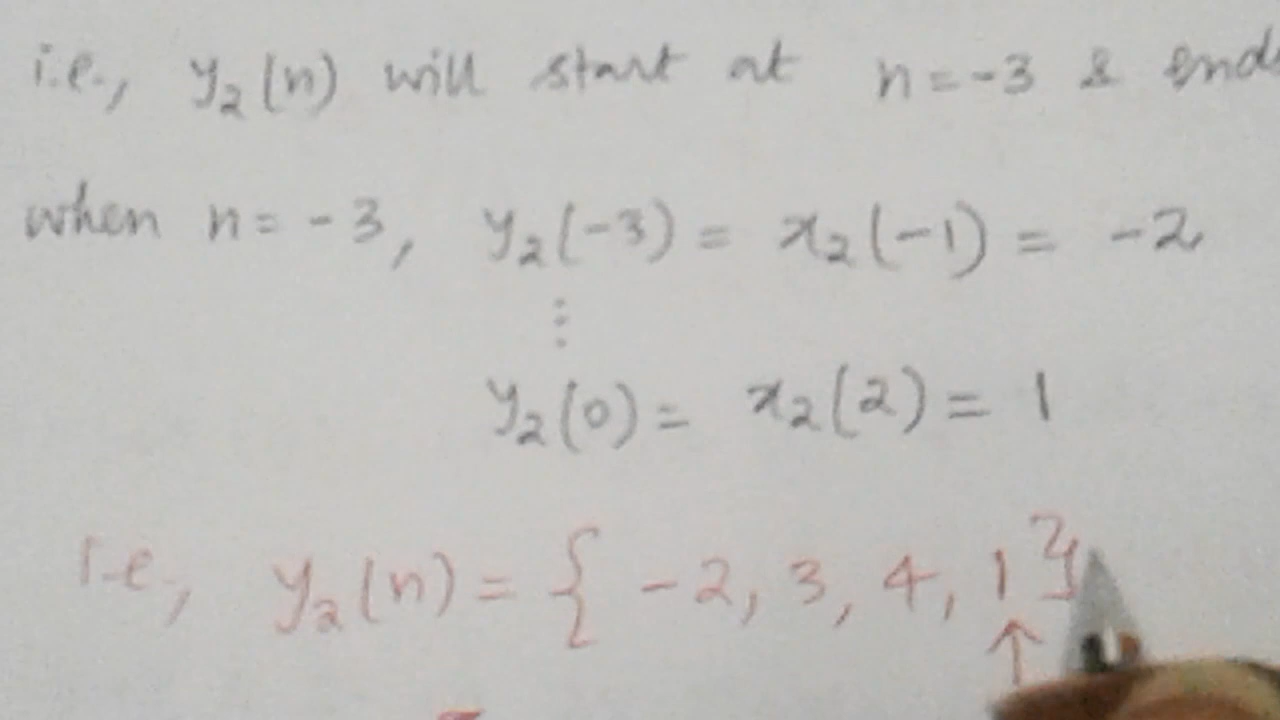 i.e., y₂(n) will start at n=-3 & ends
when n=-3, y₂(-3) = x₂(-1) = -2
⋮
y₂(0) = x₂(2) = 1
i.e., y₂(n) = { -2, 3, 4, 1 }
↑